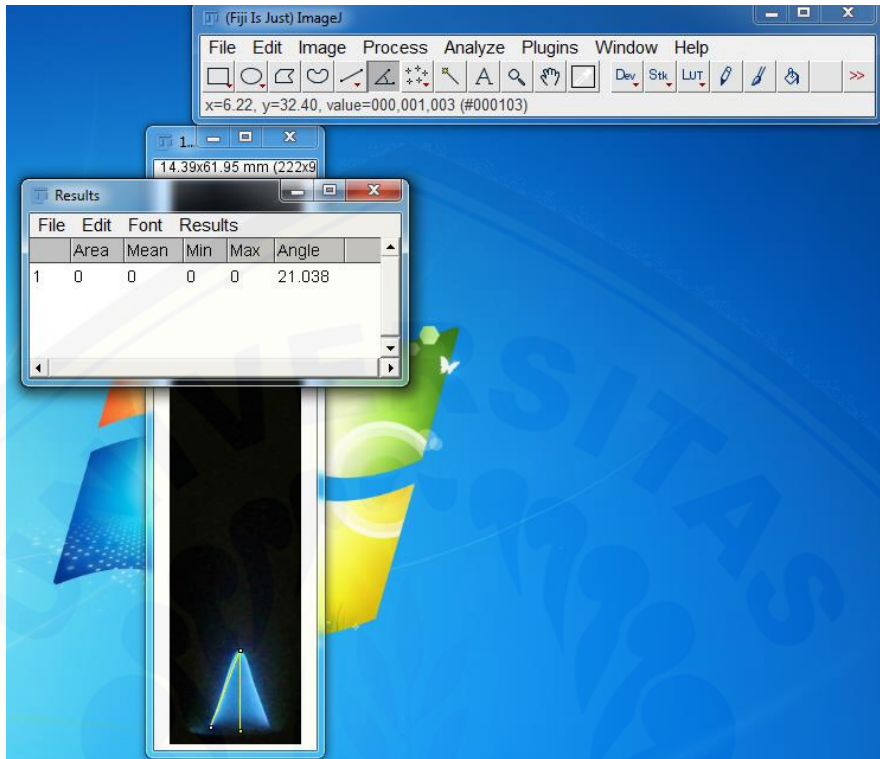 (Fiji Is Just) ImageJ
File Edit Image Process Analyze Plugins Window Help
A Dev Stk LUT >>
x=6.22, y=32.40, value=000,001,003 (#000103)
1..
14.39x61.95 mm (222x9
Results
File Edit Font Results
Area Mean Min Max Angle
1 0 0 0 0 21.038
UNIVERSITAS